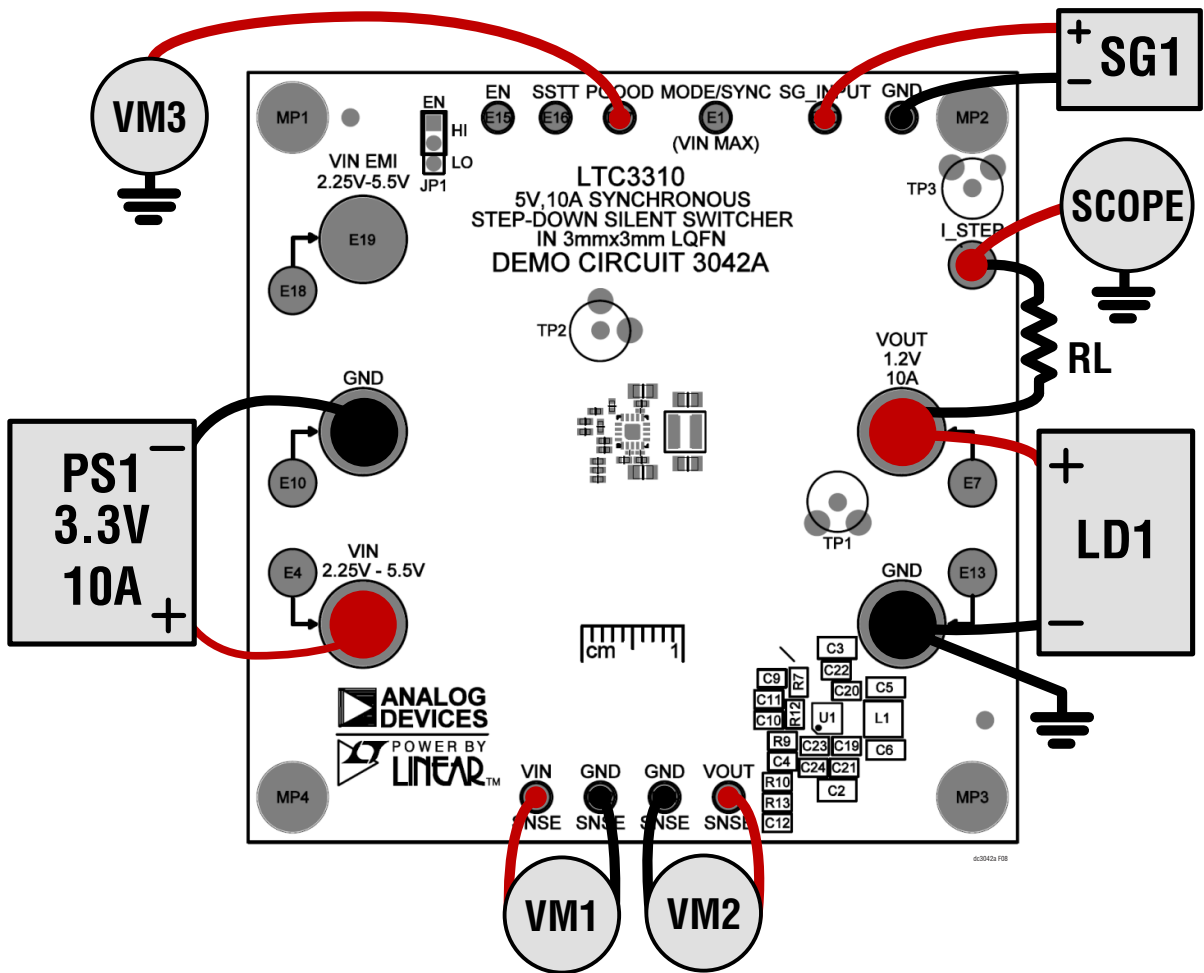 SG1
+
−
VM3
EN
HI
LO
JP1
EN
SSTT
PGOOD
MODE/SYNC
SG_INPUT
GND
E15
E16
E1
(VIN MAX)
MP1
MP2
VIN EMI
2.25V-5.5V
LTC3310
5V,10A SYNCHRONOUS
STEP-DOWN SILENT SWITCHER
IN 3mmx3mm LQFN
DEMO CIRCUIT 3042A
TP3
SCOPE
I_STEP
E19
E18
TP2
VOUT
1.2V
10A
RL
GND
PS1
3.3V
10A
−
+
E10
E7
+
LD1
−
TP1
E4
VIN
2.25V - 5.5V
GND
E13
cm 1
C3
C22
C20
C5
C9
R7
C11
R12
C10
U1
L1
R9
C23
C19
C6
C4
C24
C21
R10
C2
R13
C12
ANALOG
DEVICES
POWER BY
LINEAR™
MP4
MP3
VIN
GND
GND
VOUT
SNSE
SNSE
SNSE
SNSE
dc3042a F08
VM1
VM2